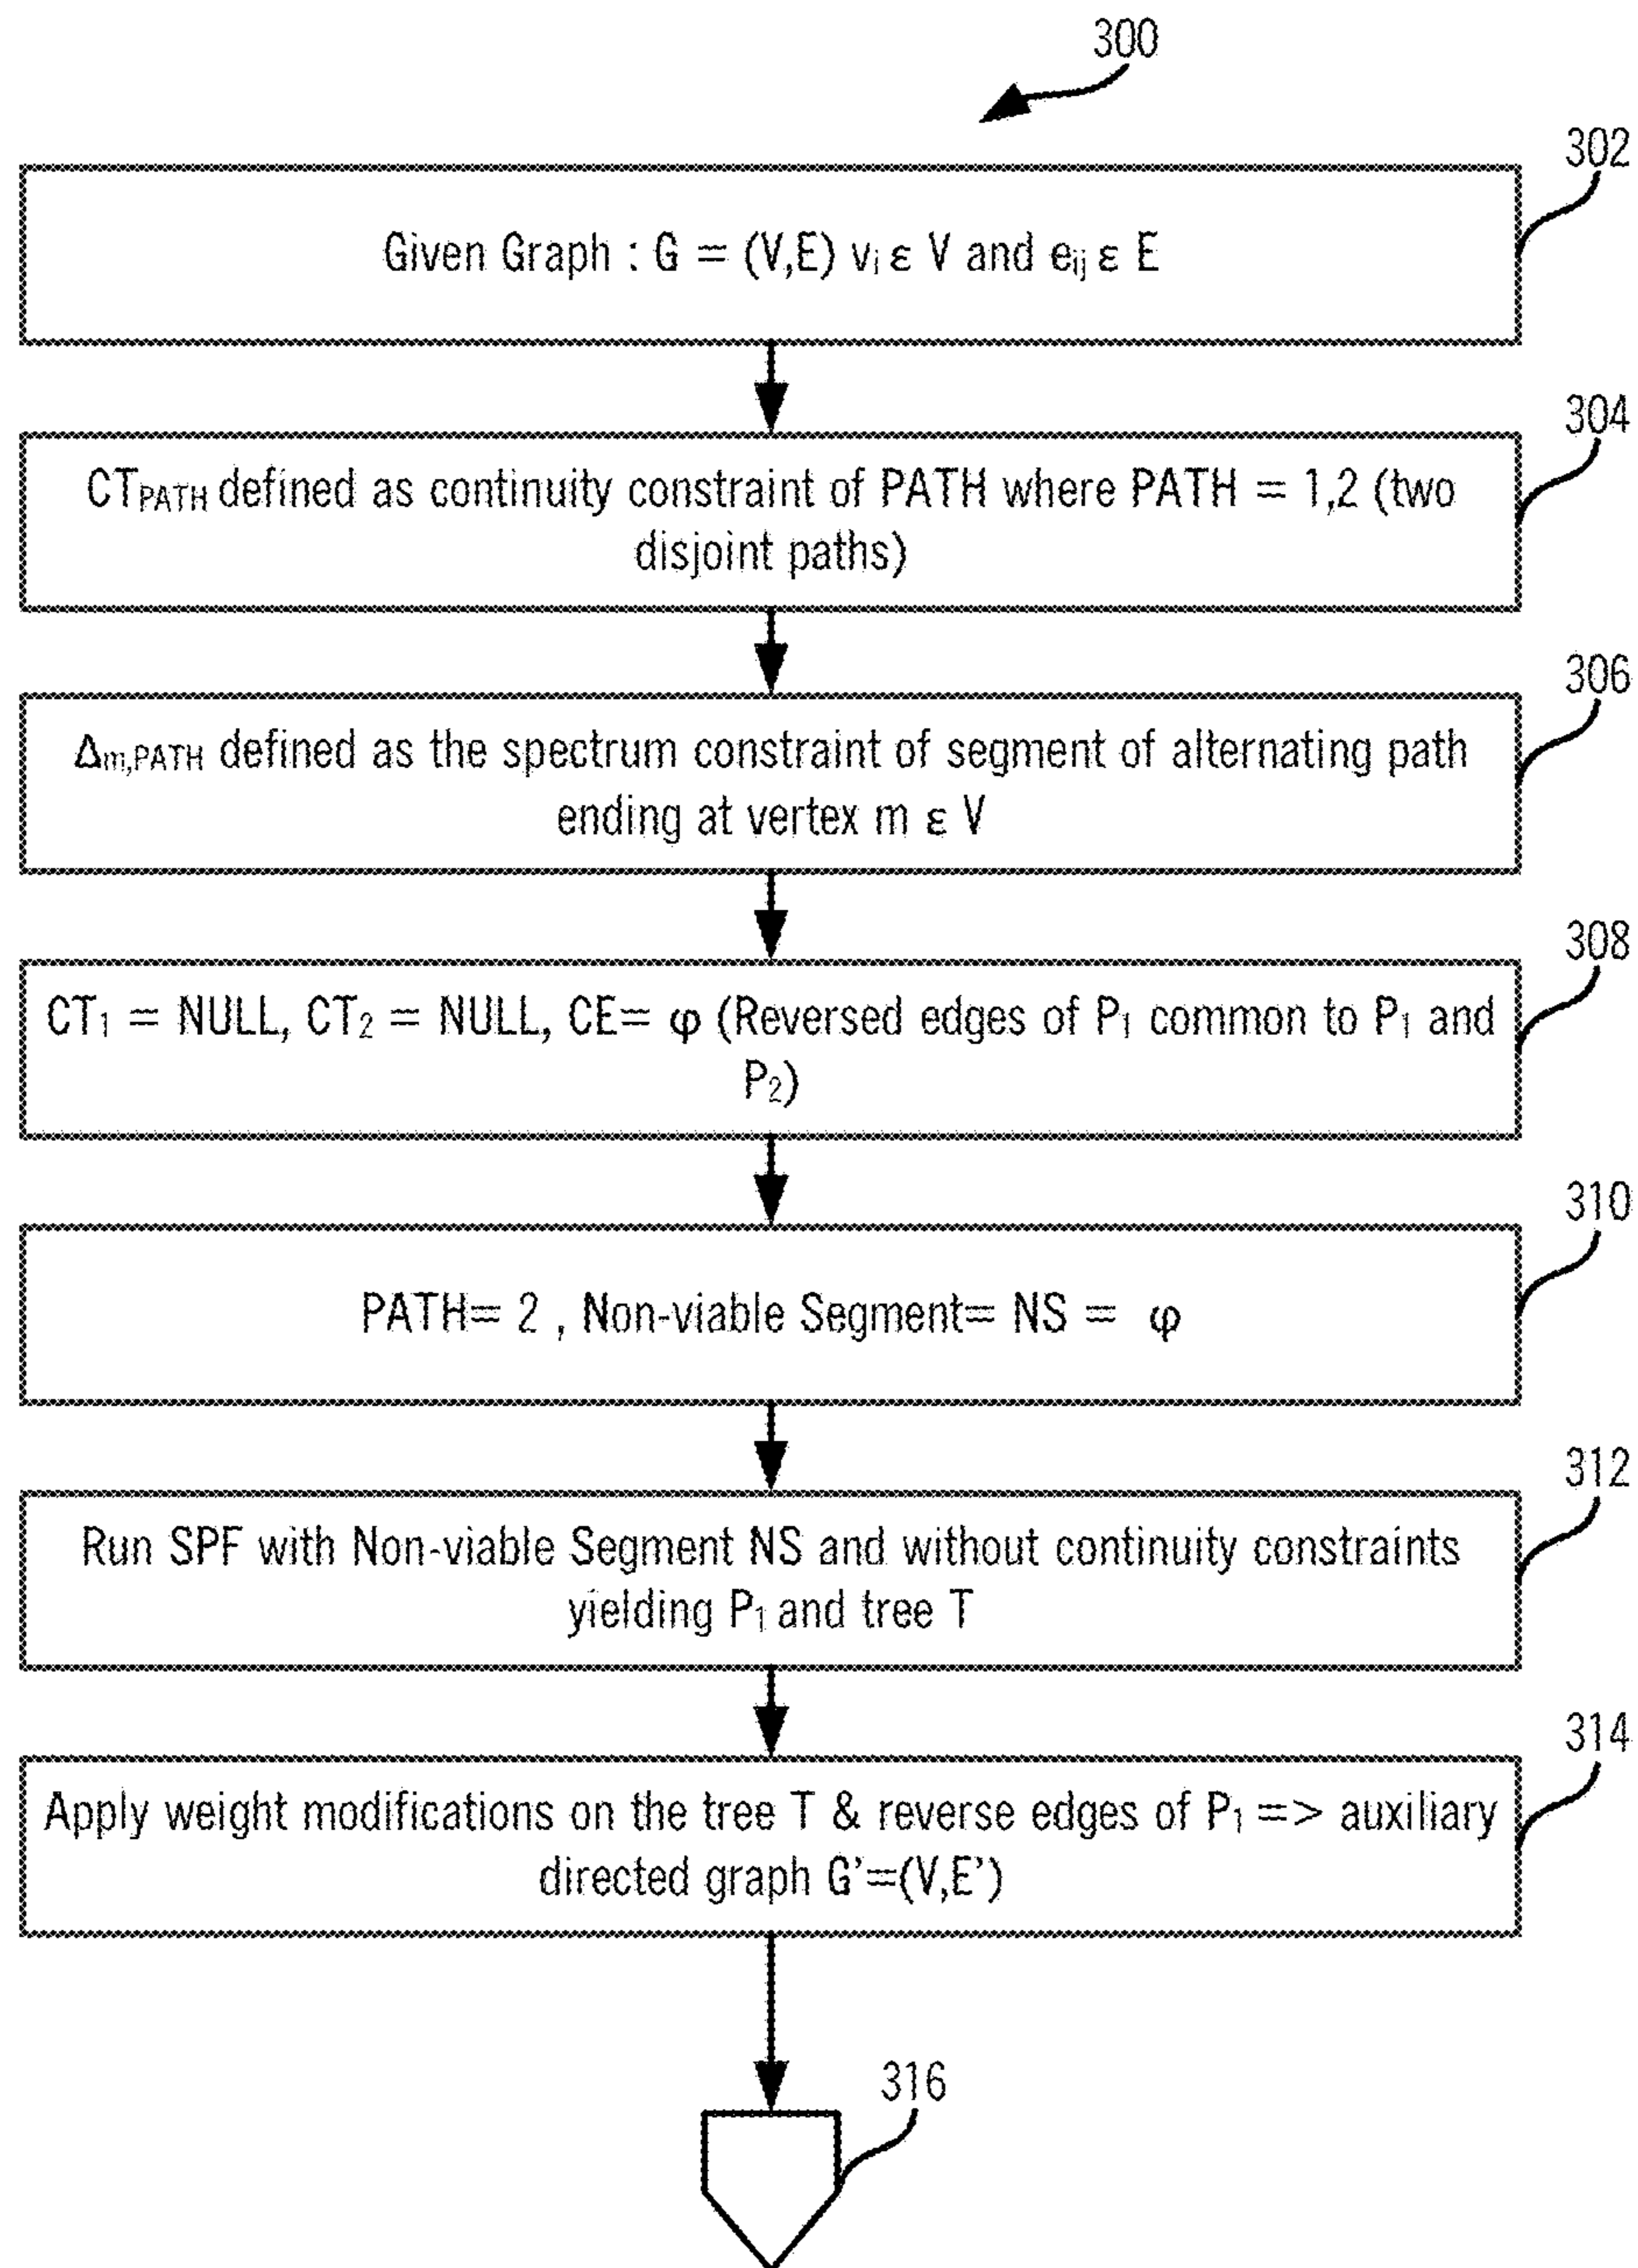 300
302
Given Graph : G = (V,E) vᵢ ε V and eᵢⱼ ε E
304
CT_PATH defined as continuity constraint of PATH where PATH = 1,2 (two
disjoint paths)
306
Δ_m,PATH defined as the spectrum constraint of segment of alternating path
ending at vertex m ε V
308
CT₁ = NULL, CT₂ = NULL, CE= φ (Reversed edges of P₁ common to P₁ and
P₂)
310
PATH= 2 , Non-viable Segment= NS = φ
312
Run SPF with Non-viable Segment NS and without continuity constraints
yielding P₁ and tree T
314
Apply weight modifications on the tree T & reverse edges of P₁ => auxiliary
directed graph G’=(V,E’)
316